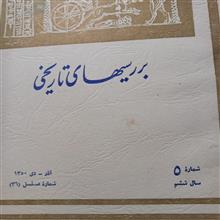 بررسیهای تاریخی
شمارهٔ ۵
سال ششم
آذر - دی ۱۳۵۰
شمارهٔ مسلسل (۳۶)